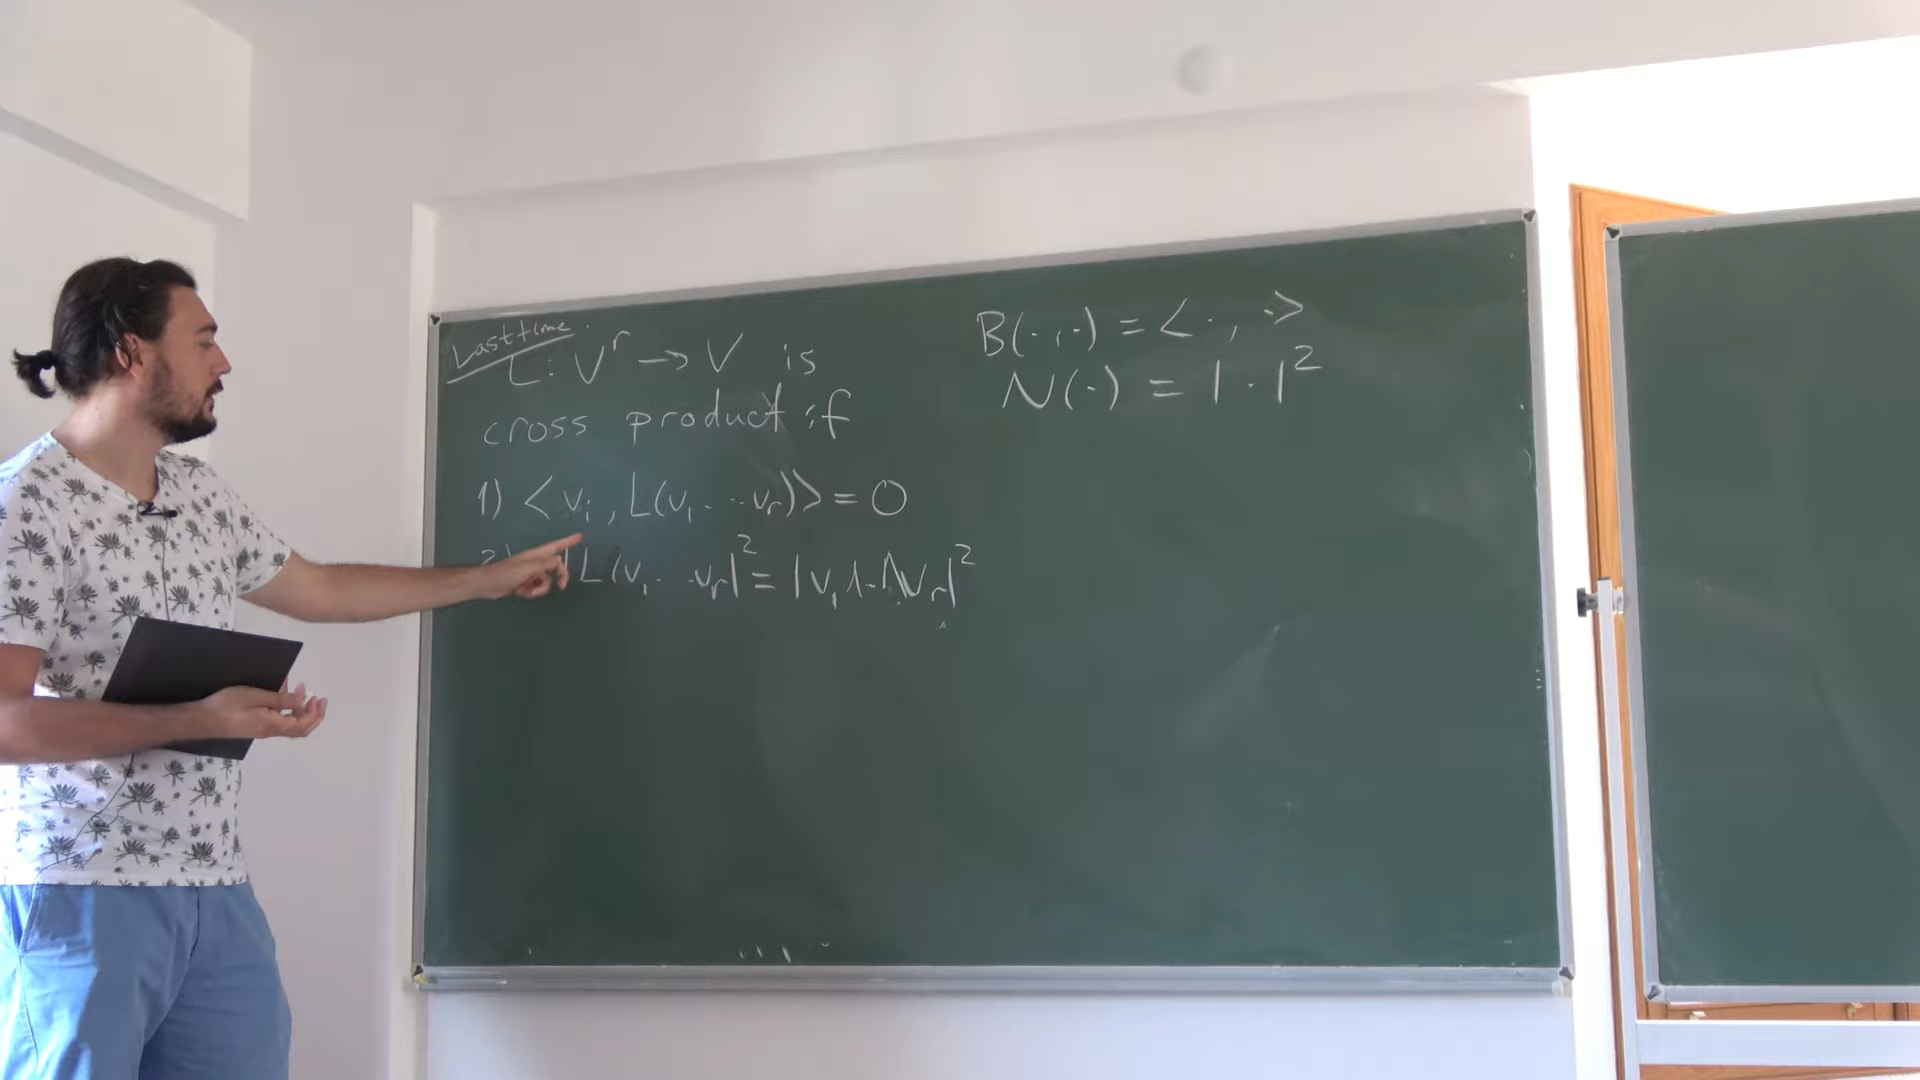 Last time
L: V^r → V is
cross product if
1) <v_i, L(v_1 ... v_r)> = 0
2) |L(v_1 ... v_r|^2 = |v_1 ∧ - ∧ v_r|^2
B(·,·) = <·, ·>
N(·) = |·|^2